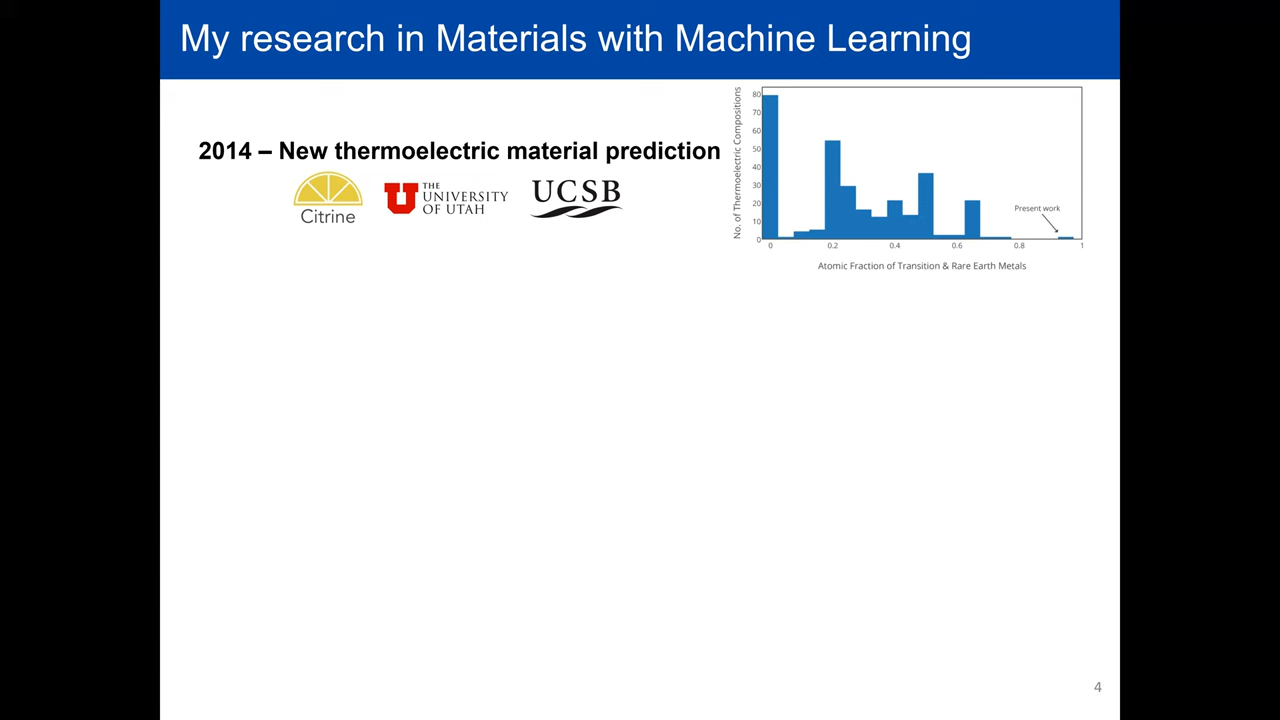 My research in Materials with Machine Learning
2014 – New thermoelectric material prediction
Citrine
U THE UNIVERSITY OF UTAH
UCSB
No. of Thermoelectric Compositions
80
70
60
50
40
30
20
10
0
Present work
0 0.2 0.4 0.6 0.8 1
Atomic Fraction of Transition & Rare Earth Metals
4